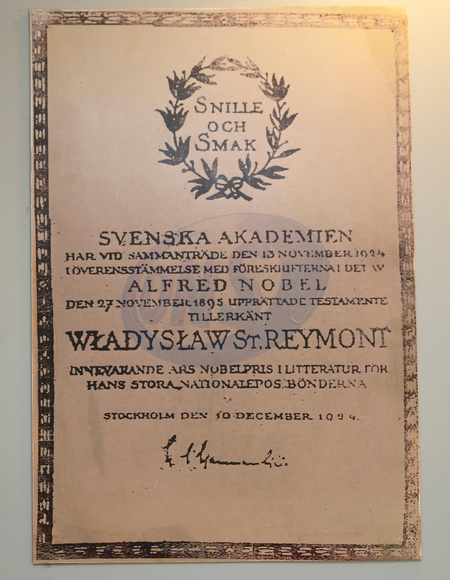 SNILLE
OCH
SMAK
SVENSKA AKADEMIEN
HAR VID SAMMANTRÄDE DEN 13 NOVEMBER 1924
I ÖVERENSSTÄMMELSE MED FÖRESKRIFTERNA I DET
ALFRED NOBEL
DEN 27 NOVEMBER 1895 UPPRÄTTADE TESTAMENTE
TILLERKÄNT
WŁADYSŁAW ST. REYMONT
INNEVARANDE ÅRS NOBELPRIS I LITTERATUR FÖR
HANS STORA NATIONALEPOS, BÖNDERNA
STOCKHOLM DEN 10 DECEMBER 1924.